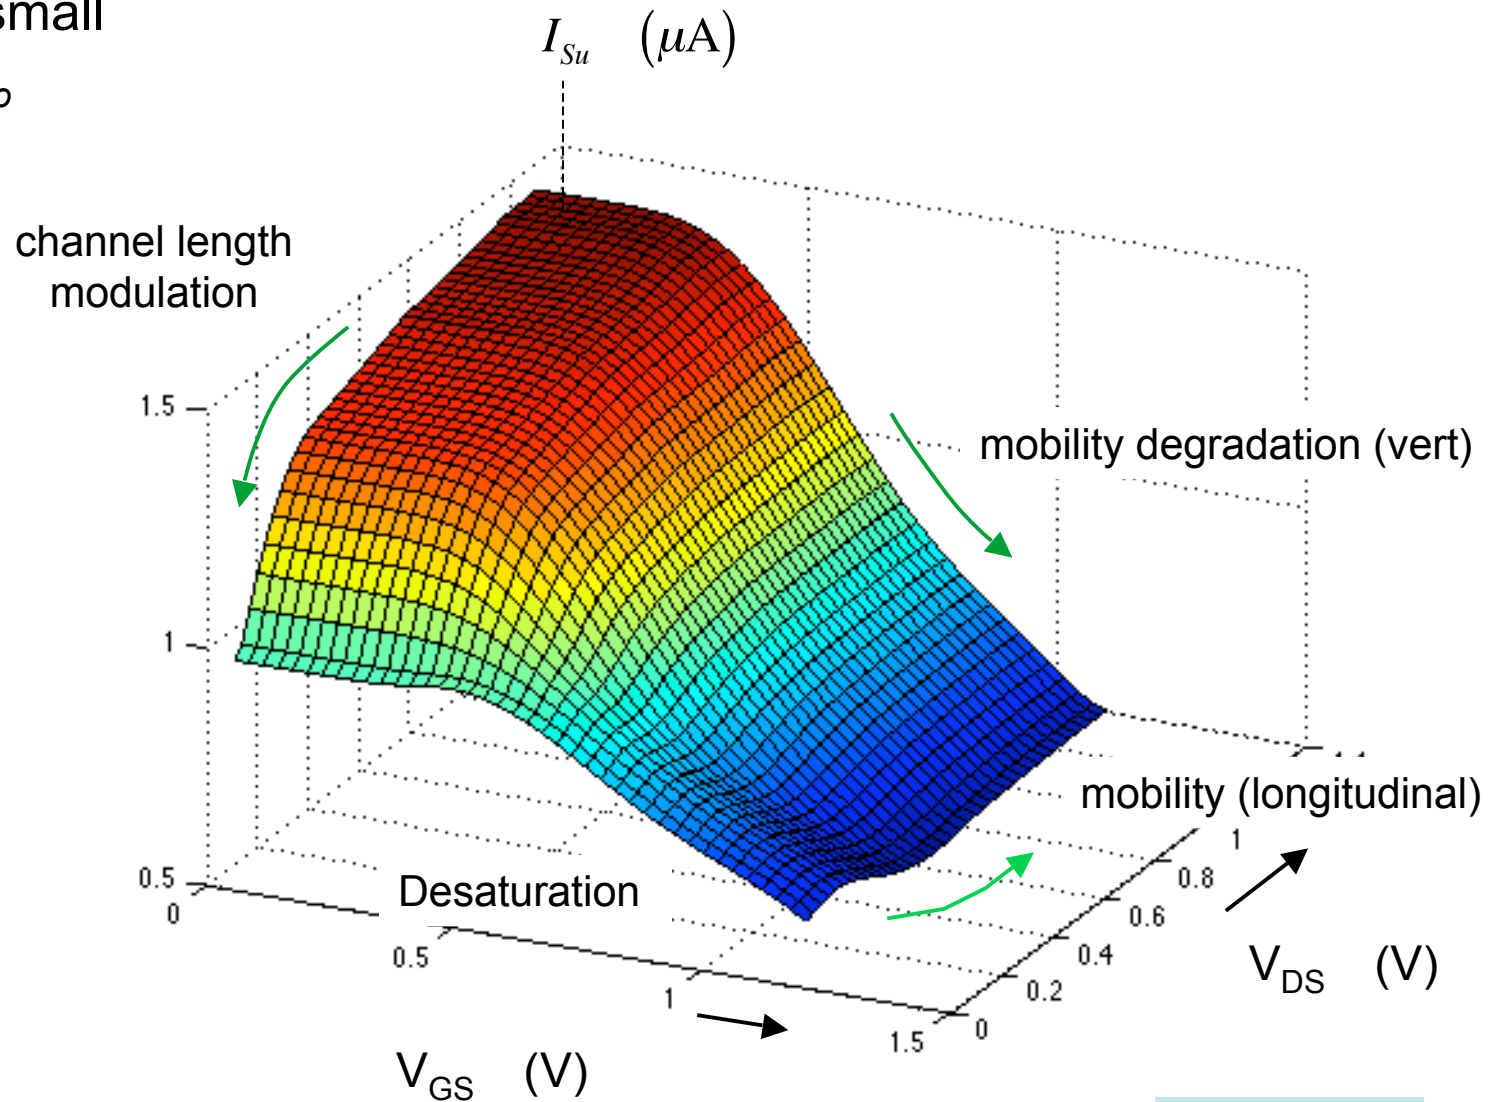 small
I_Su (μA)
channel length
modulation
1.5
mobility degradation (vert)
1
mobility (longitudinal)
1
0.5
Desaturation
0.8
0
0.6
0.5
0.4
V_DS (V)
1
0.2
1.5
0
V_GS (V)